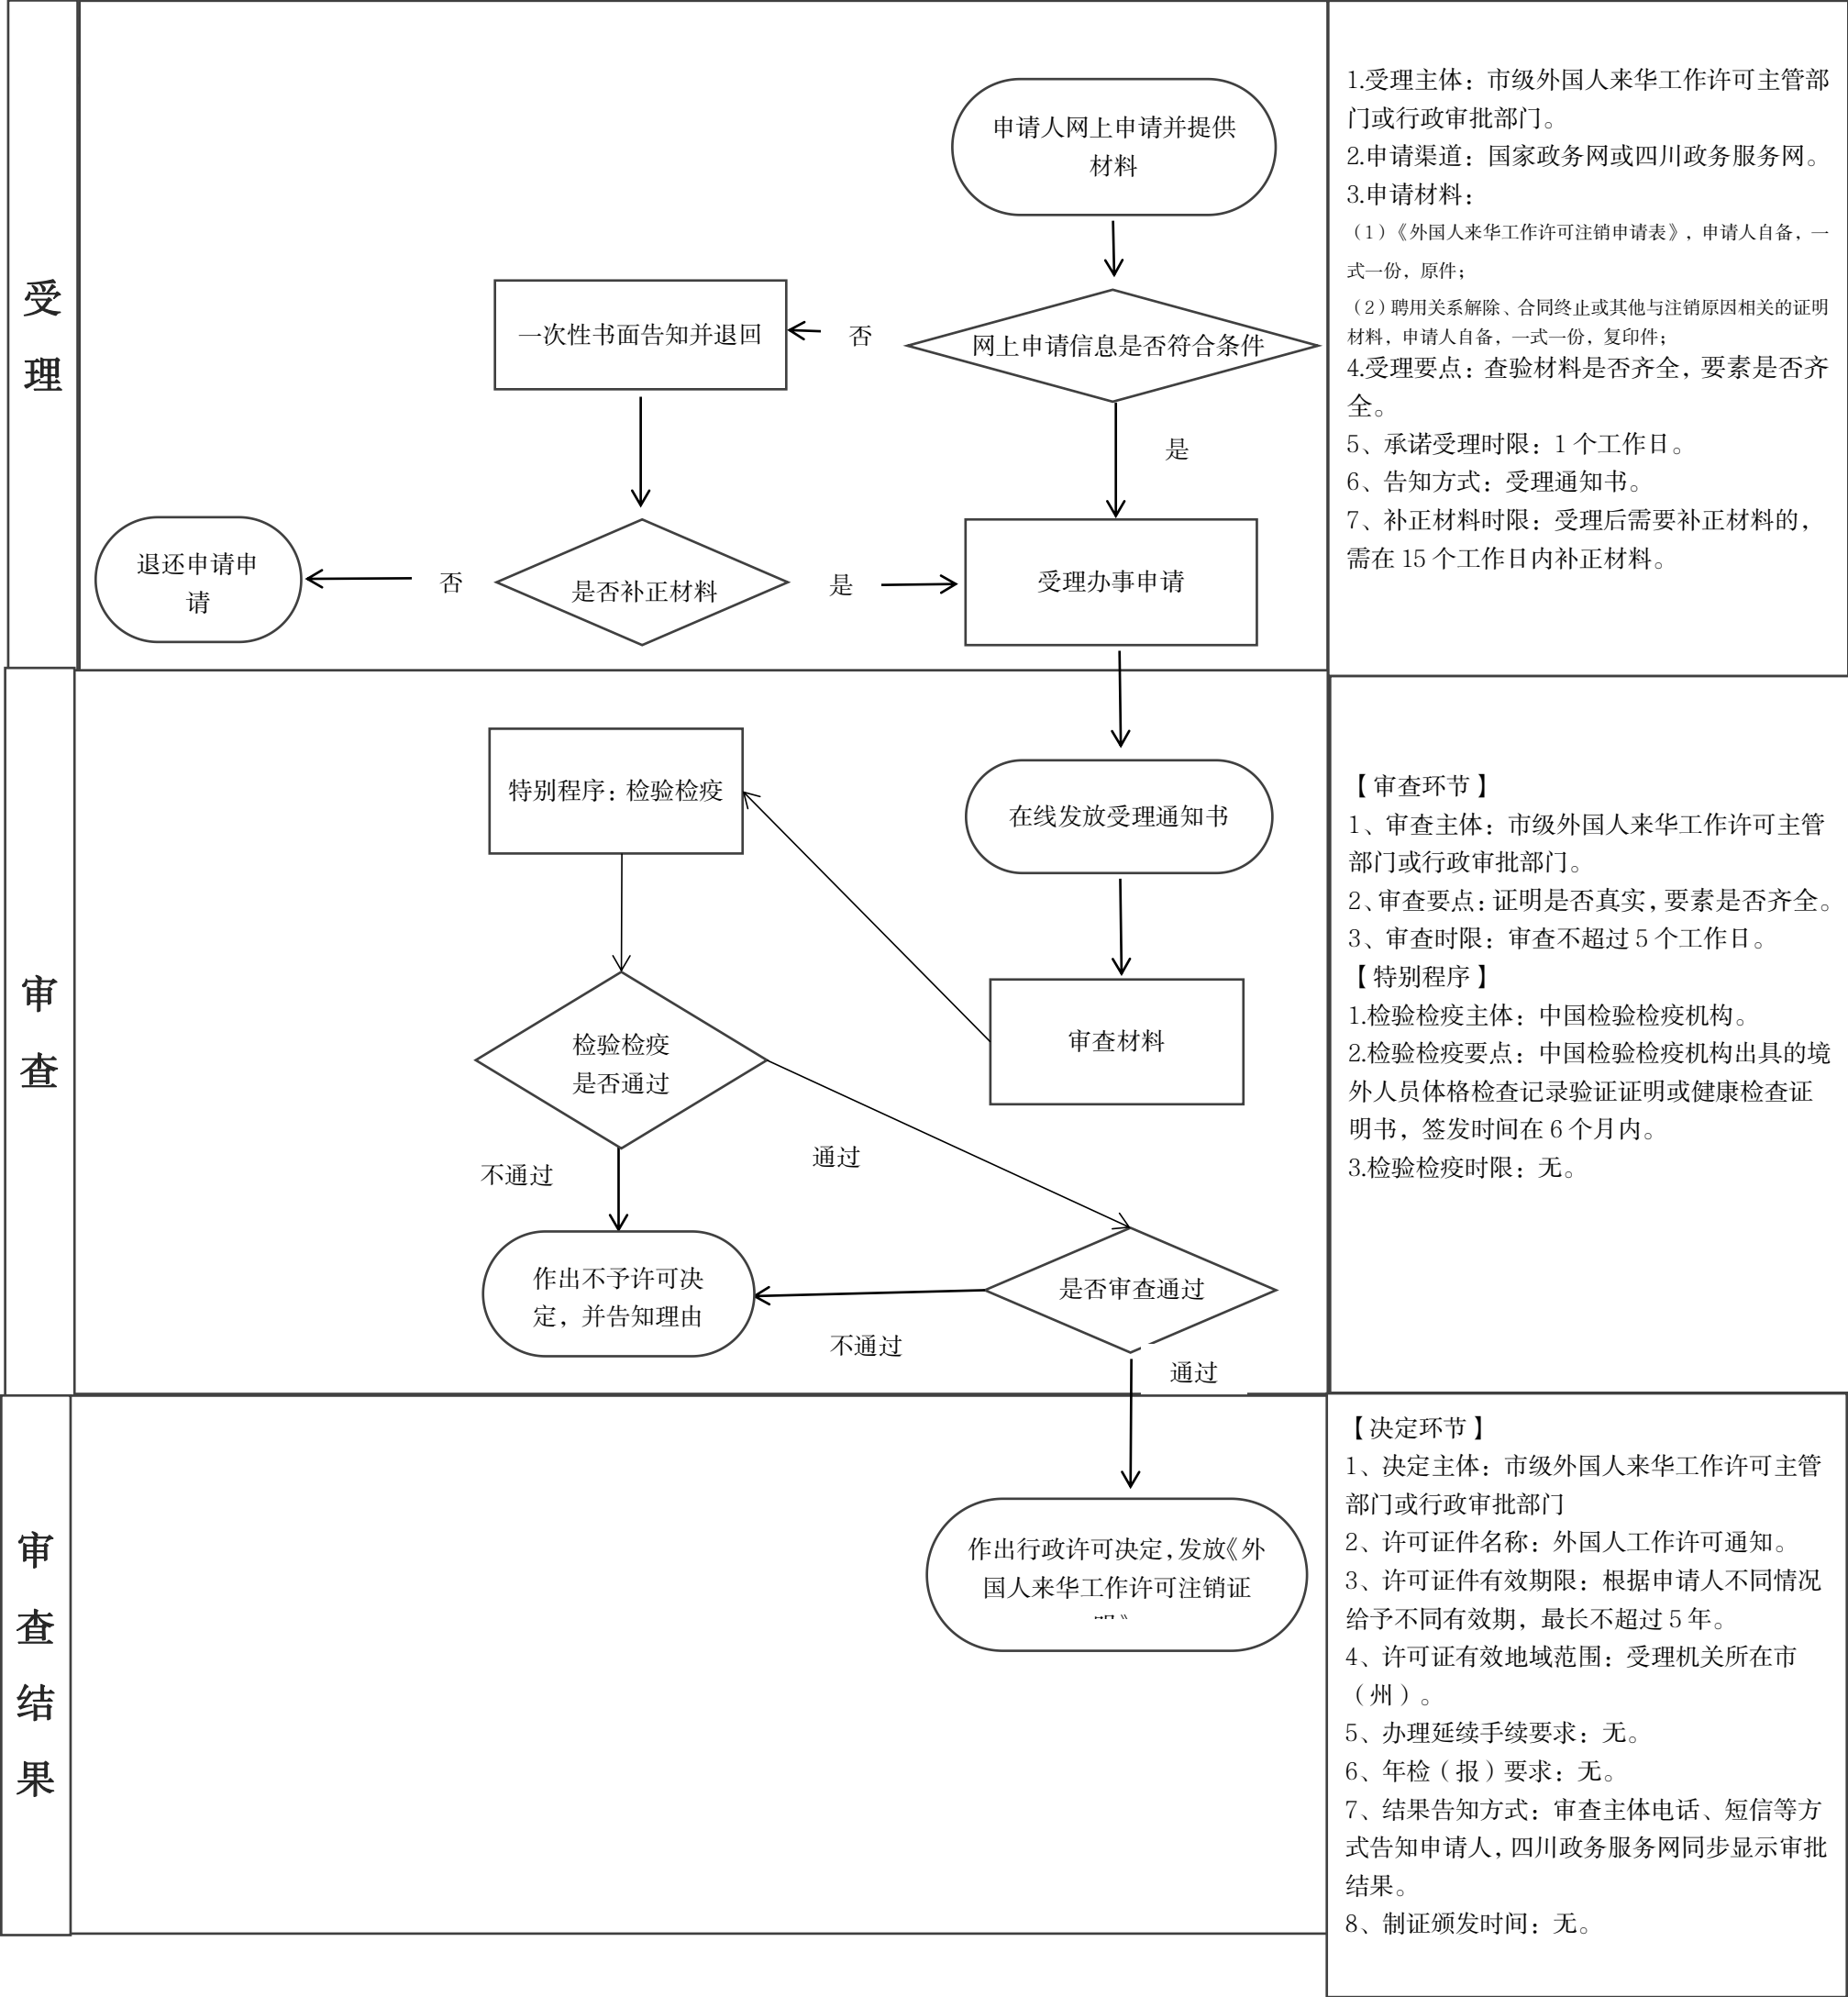 受
理
申请人网上申请并提供
材料
一次性书面告知并退回
否
网上申请信息是否符合条件
是
退还申请申
请
否
是否补正材料
是
受理办事申请
1.受理主体：市级外国人来华工作许可主管部
门或行政审批部门。
2.申请渠道：国家政务网或四川政务服务网。
3.申请材料：
（1）《外国人来华工作许可注销申请表》，申请人自备，一
式一份，原件；
（2）聘用关系解除、合同终止或其他与注销原因相关的证明
材料，申请人自备，一式一份，复印件；
4.受理要点：查验材料是否齐全，要素是否齐
全。
5、承诺受理时限：1 个工作日。
6、告知方式：受理通知书。
7、补正材料时限：受理后需要补正材料的，
需在 15 个工作日内补正材料。
审
查
特别程序：检验检疫
在线发放受理通知书
检验检疫
是否通过
审查材料
不通过
通过
作出不予许可决
定，并告知理由
是否审查通过
不通过
通过
【审查环节】
1、审查主体：市级外国人来华工作许可主管
部门或行政审批部门。
2、审查要点：证明是否真实，要素是否齐全。
3、审查时限：审查不超过 5 个工作日。
【特别程序】
1.检验检疫主体：中国检验检疫机构。
2.检验检疫要点：中国检验检疫机构出具的境
外人员体格检查记录验证证明或健康检查证
明书，签发时间在 6 个月内。
3.检验检疫时限：无。
审
查
结
果
作出行政许可决定，发放《外
国人来华工作许可注销证
明》
【决定环节】
1、决定主体：市级外国人来华工作许可主管
部门或行政审批部门
2、许可证件名称：外国人工作许可通知。
3、许可证件有效期限：根据申请人不同情况
给予不同有效期，最长不超过 5 年。
4、许可证有效地域范围：受理机关所在市
（州）。
5、办理延续手续要求：无。
6、年检（报）要求：无。
7、结果告知方式：审查主体电话、短信等方
式告知申请人，四川政务服务网同步显示审批
结果。
8、制证颁发时间：无。